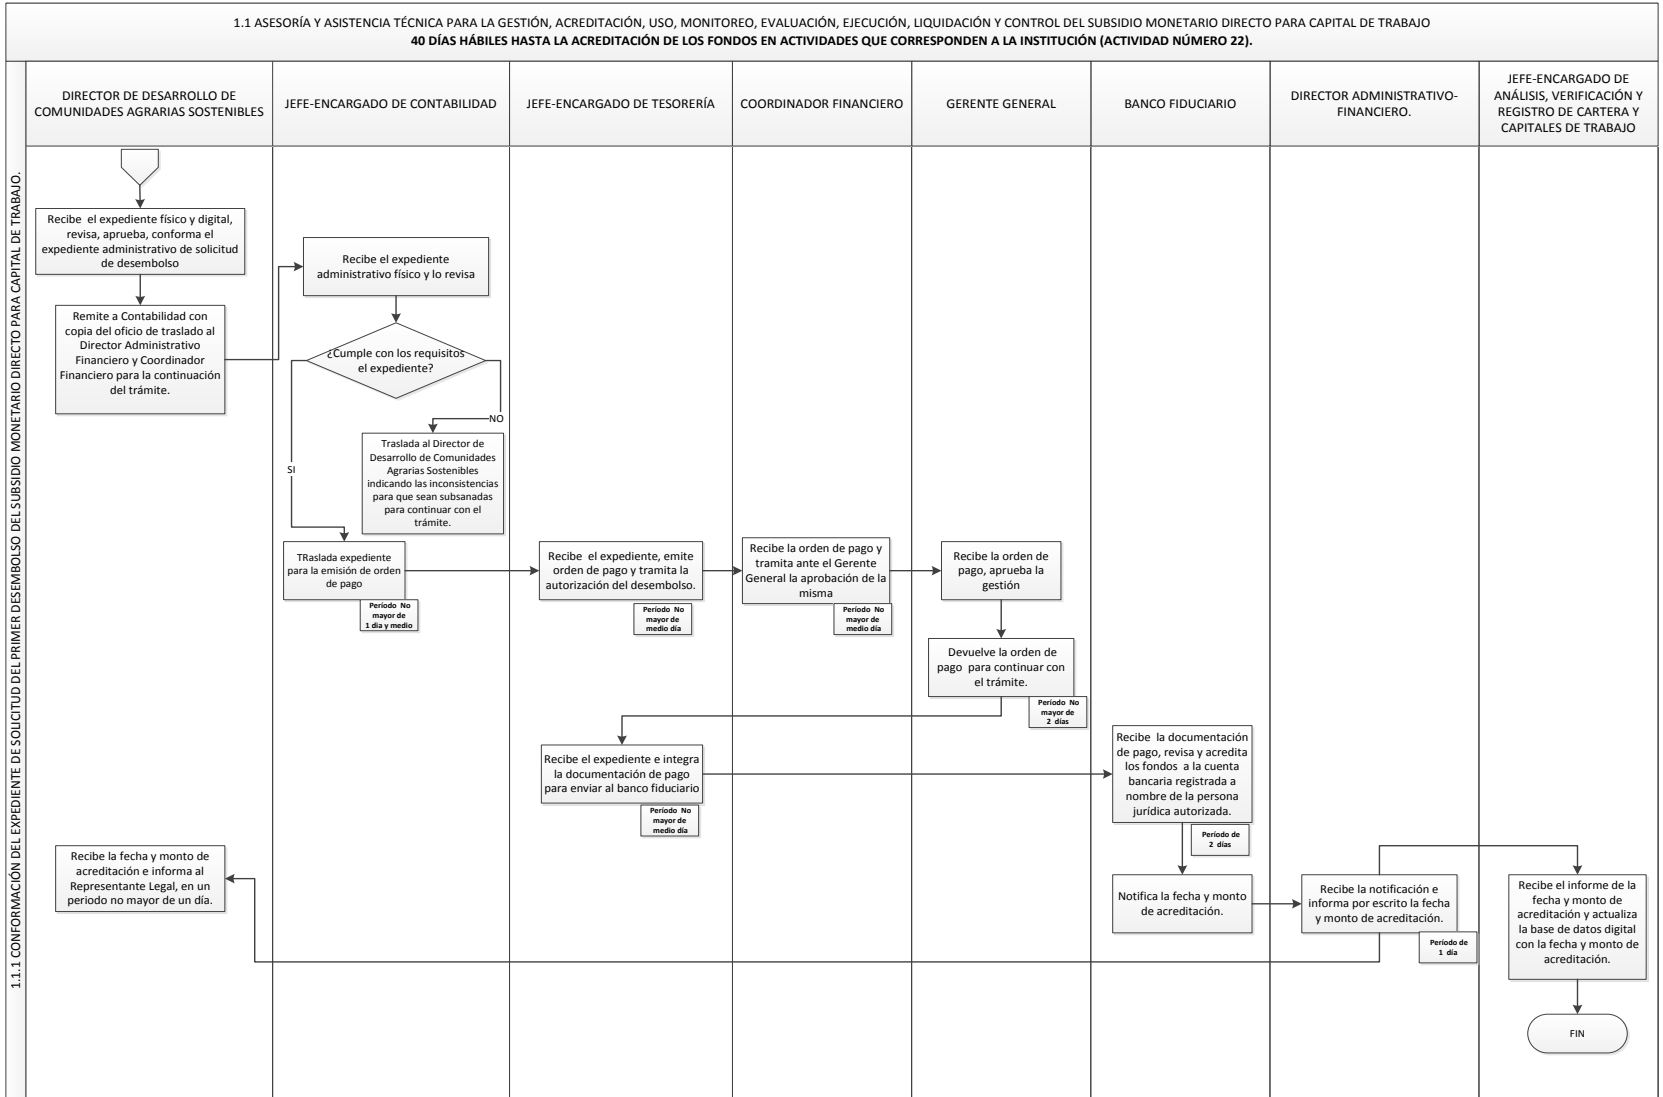 1.1 ASESORÍA Y ASISTENCIA TÉCNICA PARA LA GESTIÓN, ACREDITACIÓN, USO, MONITOREO, EVALUACIÓN, EJECUCIÓN, LIQUIDACIÓN Y CONTROL DEL SUBSIDIO MONETARIO DIRECTO PARA CAPITAL DE TRABAJO
40 DÍAS HÁBILES HASTA LA ACREDITACIÓN DE LOS FONDOS EN ACTIVIDADES QUE CORRESPONDEN A LA INSTITUCIÓN (ACTIVIDAD NÚMERO 22).
1.1.1 CONFORMACIÓN DEL EXPEDIENTE DE SOLICITUD DEL PRIMER DESEMBOLSO DEL SUBSIDIO MONETARIO DIRECTO PARA CAPITAL DE TRABAJO.
DIRECTOR DE DESARROLLO DE
COMUNIDADES AGRARIAS SOSTENIBLES
JEFE-ENCARGADO DE CONTABILIDAD
JEFE-ENCARGADO DE TESORERÍA
COORDINADOR FINANCIERO
GERENTE GENERAL
BANCO FIDUCIARIO
DIRECTOR ADMINISTRATIVO-
FINANCIERO.
JEFE-ENCARGADO DE
ANÁLISIS, VERIFICACIÓN Y
REGISTRO DE CARTERA Y
CAPITALES DE TRABAJO
Recibe el expediente físico y digital,
revisa, aprueba, conforma el
expediente administrativo de solicitud
de desembolso
Remite a Contabilidad con
copia del oficio de traslado al
Director Administrativo
Financiero y Coordinador
Financiero para la continuación
del trámite.
Recibe el expediente
administrativo físico y lo revisa
¿Cumple con los requisitos
el expediente?
NO
SI
Traslada al Director de
Desarrollo de Comunidades
Agrarias Sostenibles
indicando las inconsistencias
para que sean subsanadas
para continuar con el
trámite.
TRaslada expediente
para la emisión de orden
de pago
Período No
mayor de
1 dia y medio
Recibe el expediente, emite
orden de pago y tramita la
autorización del desembolso.
Período No
mayor de
medio día
Recibe la orden de pago y
tramita ante el Gerente
General la aprobación de la
misma
Período No
mayor de
medio día
Recibe la orden de
pago, aprueba la
gestión
Devuelve la orden de
pago para continuar con
el trámite.
Período No
mayor de
2 días
Recibe el expediente e integra
la documentación de pago
para enviar al banco fiduciario
Período No
mayor de
medio día
Recibe la documentación
de pago, revisa y acredita
los fondos a la cuenta
bancaria registrada a
nombre de la persona
jurídica autorizada.
Período de
2 días
Notifica la fecha y monto
de acreditación.
Recibe la notificación e
informa por escrito la fecha
y monto de acreditación.
Período de
1 día
Recibe la fecha y monto de
acreditación e informa al
Representante Legal, en un
periodo no mayor de un día.
Recibe el informe de la
fecha y monto de
acreditación y actualiza
la base de datos digital
con la fecha y monto de
acreditación.
FIN